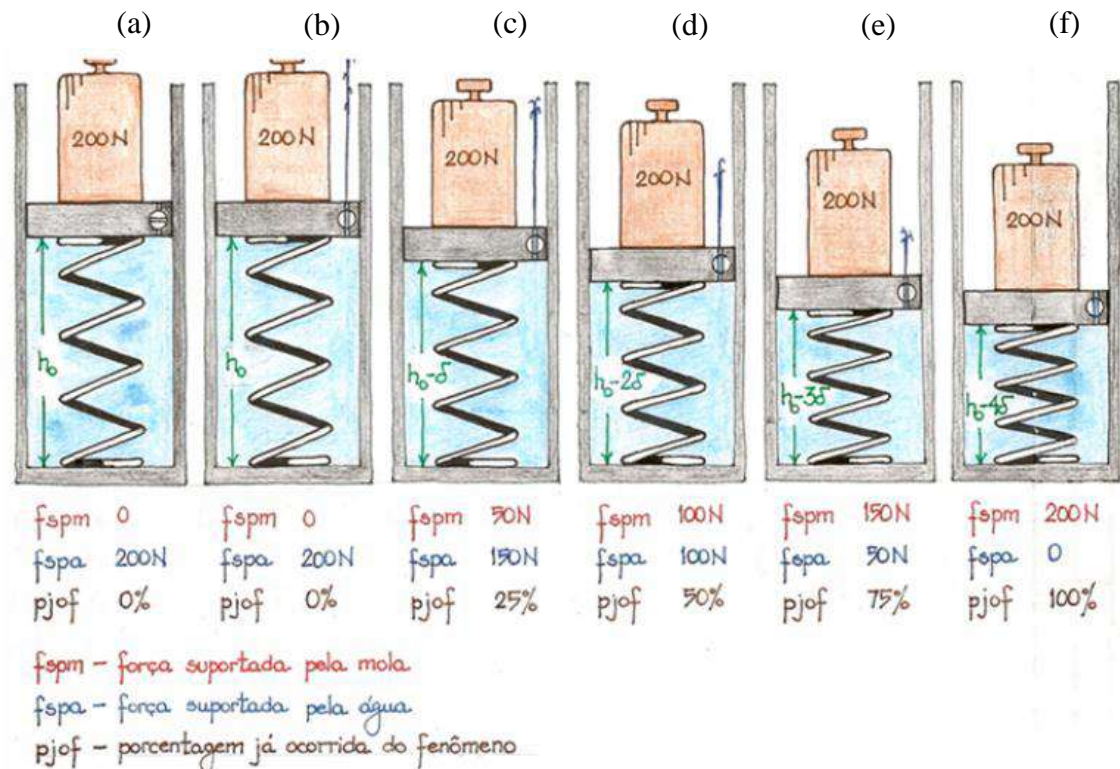 (a) (b) (c) (d) (e) (f)
200N 200N 200N 200N 200N 200N
h₀ h₀ h₀-δ h₀-2δ h₀-3δ h₀-4δ
fspm 0 fspm 0 fspm 50N fspm 100N fspm 150N fspm 200N
fspa 200N fspa 200N fspa 150N fspa 100N fspa 50N fspa 0
pjof 0% pjof 0% pjof 25% pjof 50% pjof 75% pjof 100%
fspm - força suportada pela mola
fspa - força suportada pela água
pjof - porcentagem já ocorrida do fenômeno